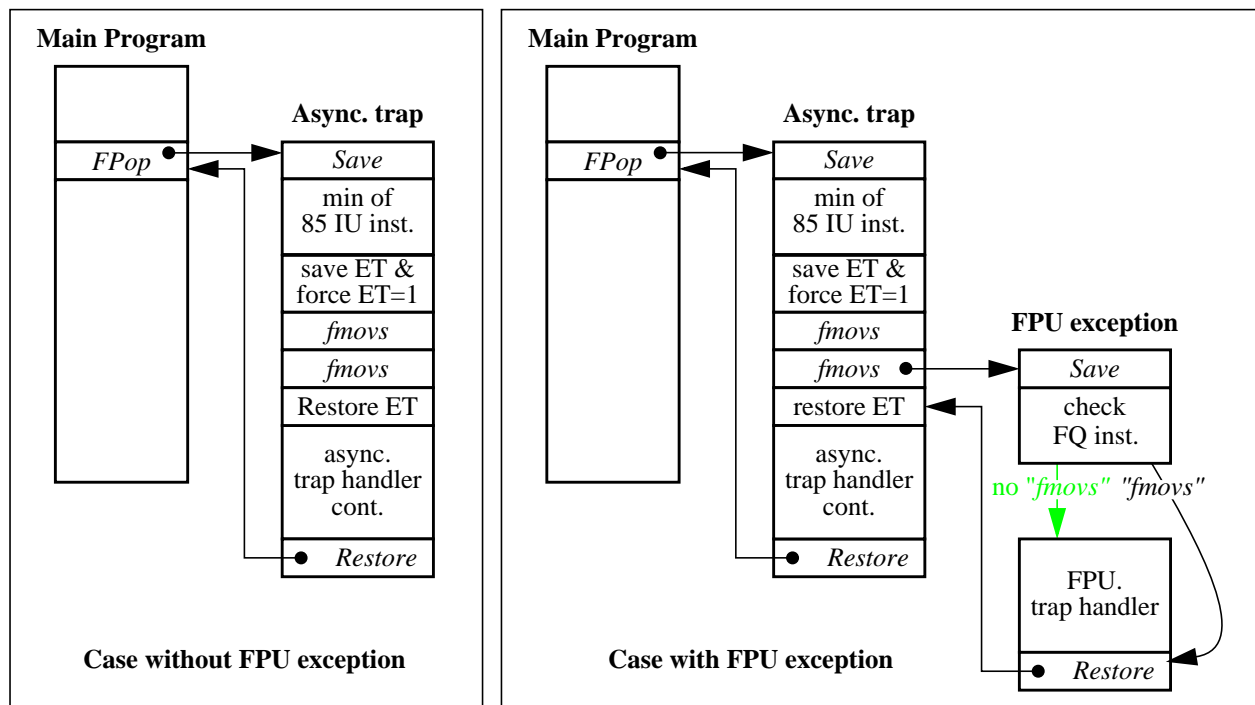 Main Program
Async. trap
FPop
Save
min of
85 IU inst.
save ET &
force ET=1
fmovs
fmovs
Restore ET
async.
trap handler
cont.
Restore
Case without FPU exception
Main Program
Async. trap
FPop
Save
min of
85 IU inst.
save ET &
force ET=1
fmovs
fmovs
restore ET
async.
trap handler
cont.
Restore
FPU exception
Save
check
FQ inst.
no "fmovs" "fmovs"
FPU.
trap handler
Restore
Case with FPU exception